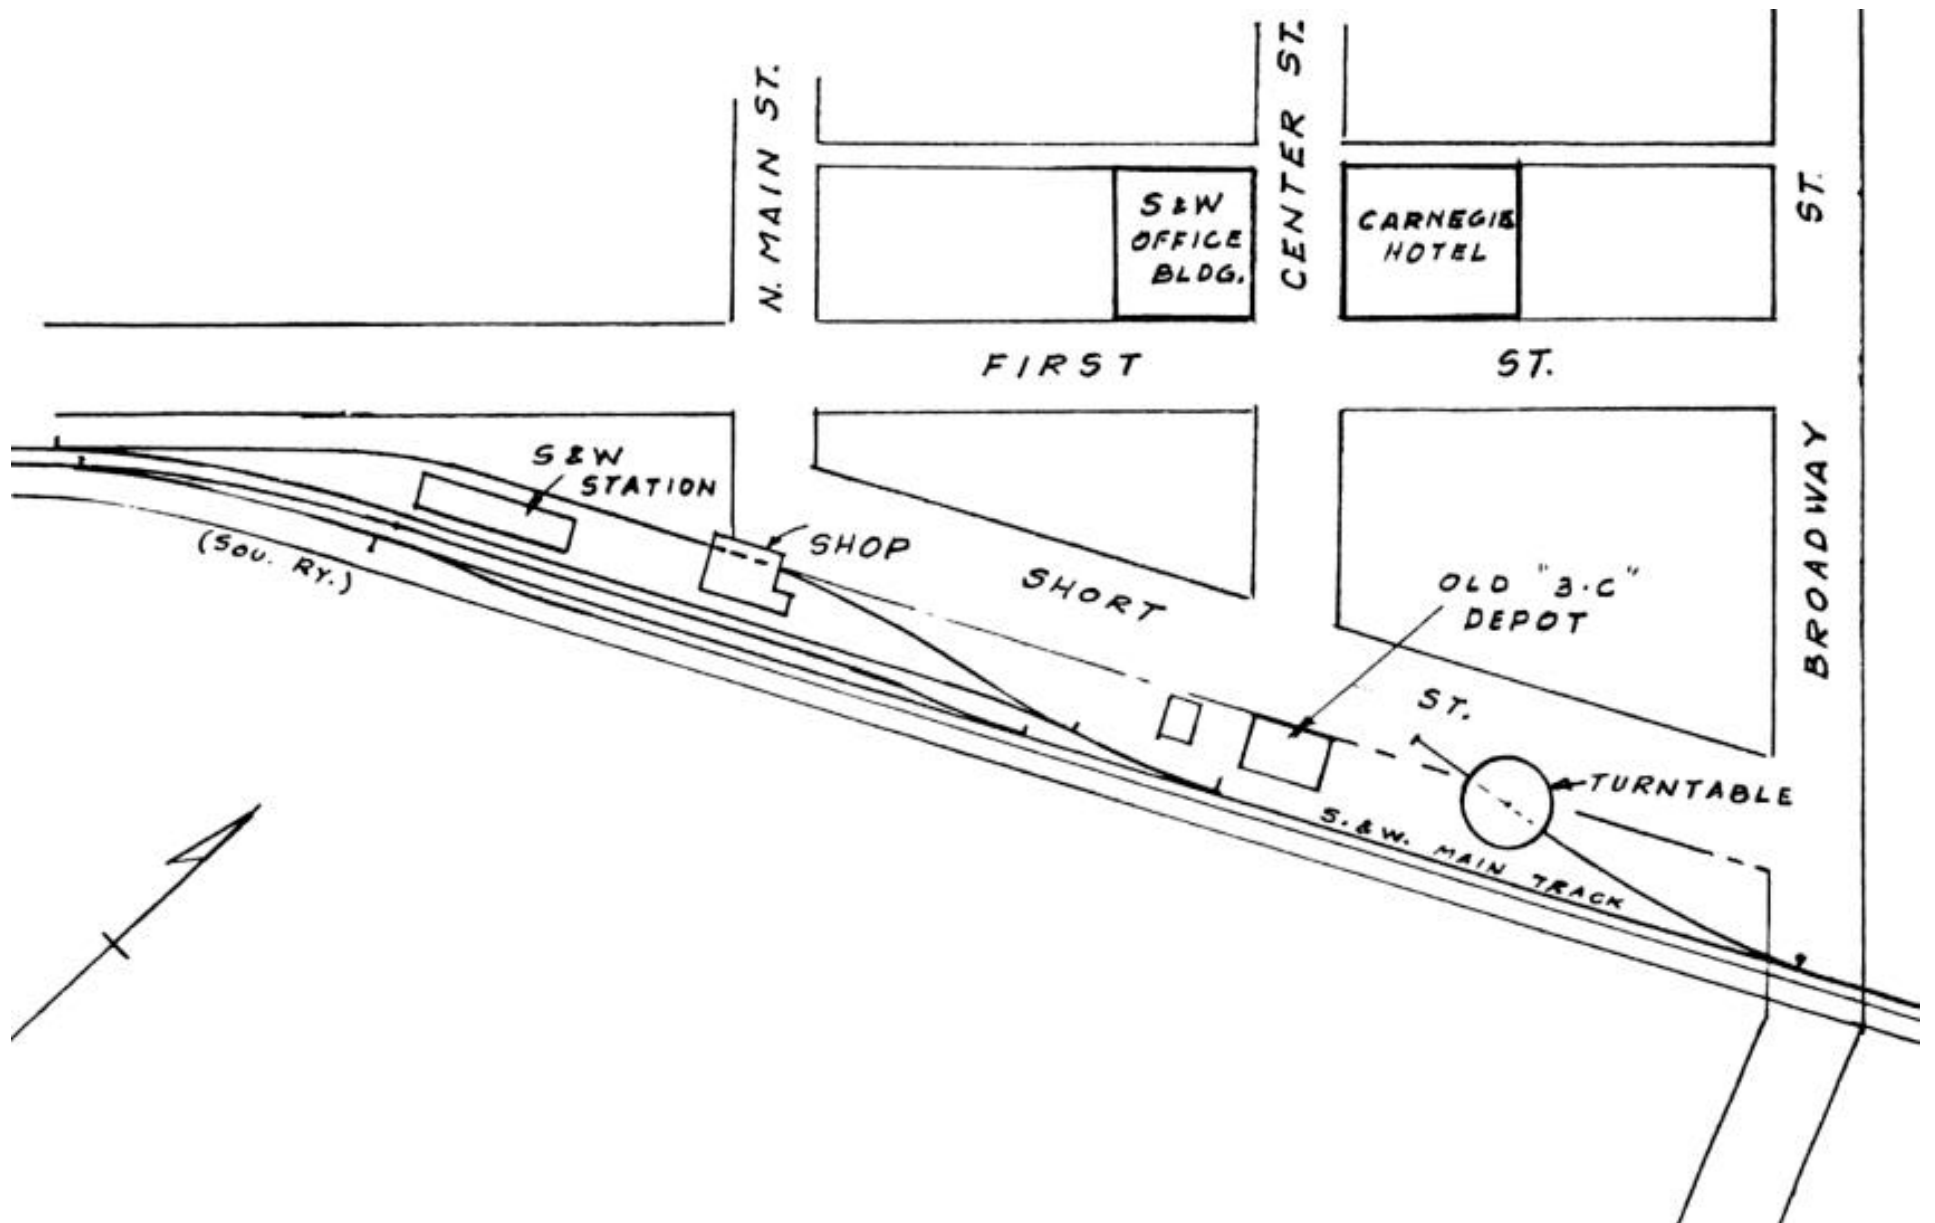 N. MAIN ST.
CENTER ST.
BROADWAY ST.
S & W
OFFICE
BLDG.
CARNEGIE
HOTEL
FIRST ST.
S & W
STATION
SHOP
(SOU. RY.)
SHORT ST.
OLD "3-C"
DEPOT
TURNTABLE
S. & W. MAIN TRACK